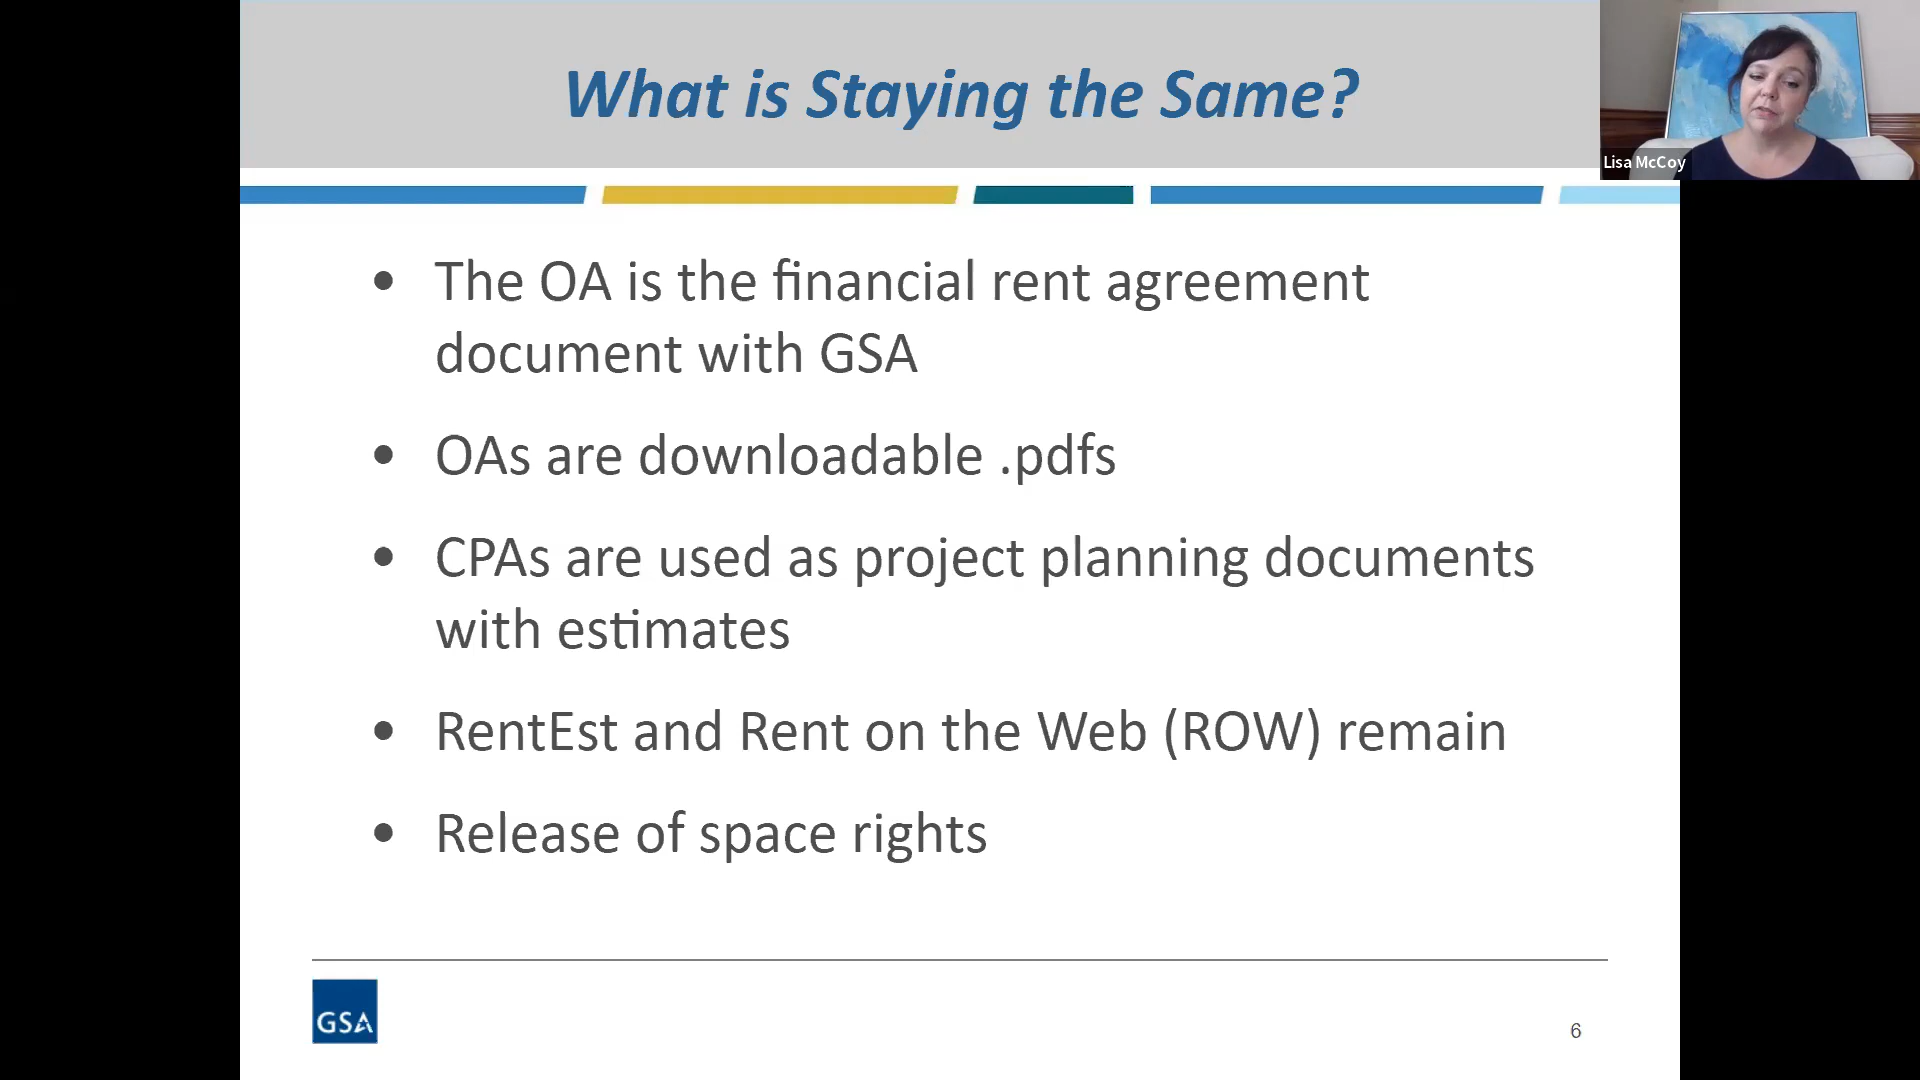 What is Staying the Same?
Lisa McCoy
• The OA is the financial rent agreement
document with GSA
• OAs are downloadable .pdfs
• CPAs are used as project planning documents
with estimates
• RentEst and Rent on the Web (ROW) remain
• Release of space rights
GSA
6